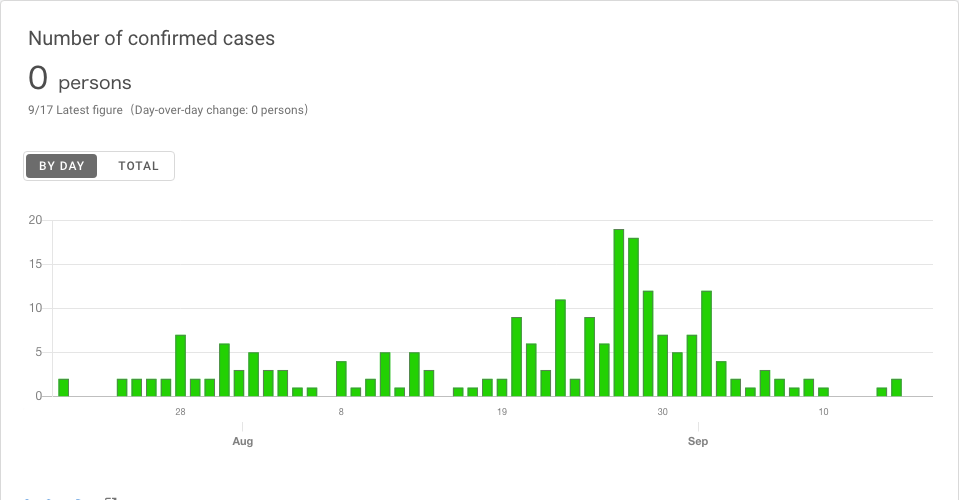 Number of confirmed cases
0 persons
9/17 Latest figure（Day-over-day change: 0 persons）
BY DAY TOTAL
20
15
10
5
0
28 8 19 30 10
Aug Sep